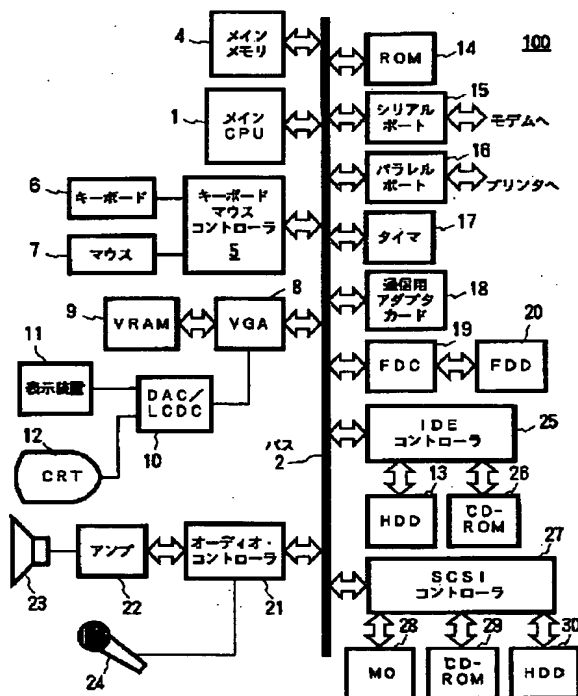 100
4
メイン
メモリ
1
メイン
CPU
6
キーボード
7
マウス
キーボード
マウス
コントローラ
5
9
VRAM
8
VGA
11
表示装置
DAC/
LCDC
10
12
CRT
バス
2
23
アンプ
22
オーディオ・
コントローラ
21
24
ROM
14
シリアル
ポート
15
モデムへ
パラレル
ポート
16
プリンタへ
タイマ
17
通信用
アダプタ
カード
18
FDC
19
FDD
20
IDE
コントローラ
25
HDD
13
CD-
ROM
26
SCSI
コントローラ
27
MO
28
CD-
ROM
29
HDD
30